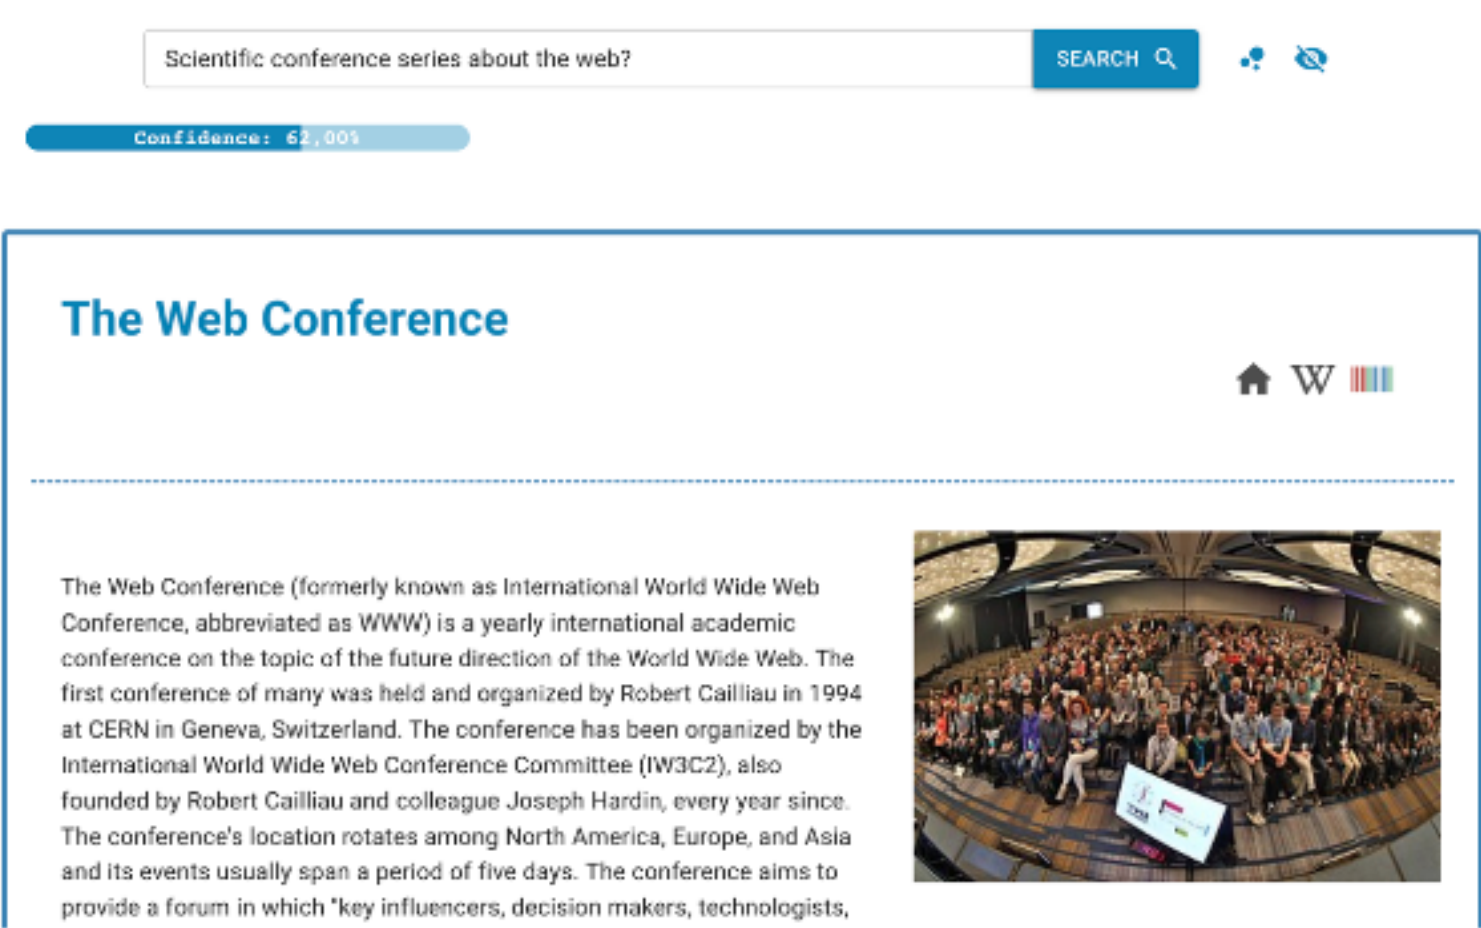 Scientific conference series about the web?
SEARCH
Confidence: 62,00%
The Web Conference
W
The Web Conference (formerly known as International World Wide Web
Conference, abbreviated as WWW) is a yearly international academic
conference on the topic of the future direction of the World Wide Web. The
first conference of many was held and organized by Robert Cailliau in 1994
at CERN in Geneva, Switzerland. The conference has been organized by the
International World Wide Web Conference Committee (IW3C2), also
founded by Robert Cailliau and colleague Joseph Hardin, every year since.
The conference's location rotates among North America, Europe, and Asia
and its events usually span a period of five days. The conference aims to
provide a forum in which "key influencers, decision makers, technologists,